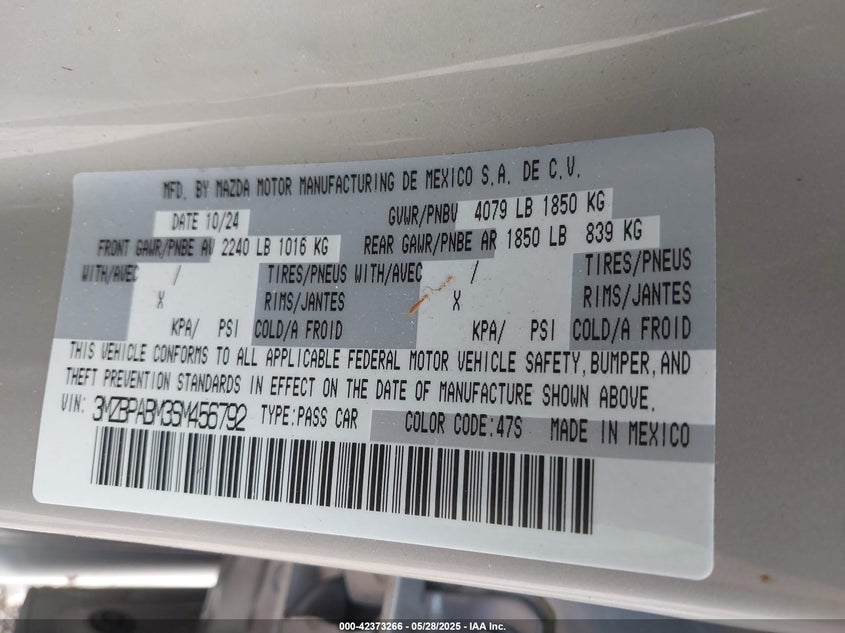 MFD. BY MAZDA MOTOR MANUFACTURING DE MEXICO S.A. DE C.V.
DATE 10/24 GVWR/PNBV 4079 LB 1850 KG
FRONT GAWR/PNBE AV 2240 LB 1016 KG REAR GAWR/PNBE AR 1850 LB 839 KG
WITH/AVEC / TIRES/PNEUS WITH/AVEC / TIRES/PNEUS
X RIMS/JANTES X RIMS/JANTES
KPA/ PSI COLD/A FROID KPA/ PSI COLD/A FROID
THIS VEHICLE CONFORMS TO ALL APPLICABLE FEDERAL MOTOR VEHICLE SAFETY, BUMPER, AND
THEFT PREVENTION STANDARDS IN EFFECT ON THE DATE OF MANUFACTURE SHOWN ABOVE.
VIN: 3MZBPABM3SM456792 TYPE:PASS CAR COLOR CODE:47S MADE IN MEXICO
000-42373266 - 05/28/2025 - IAA Inc.